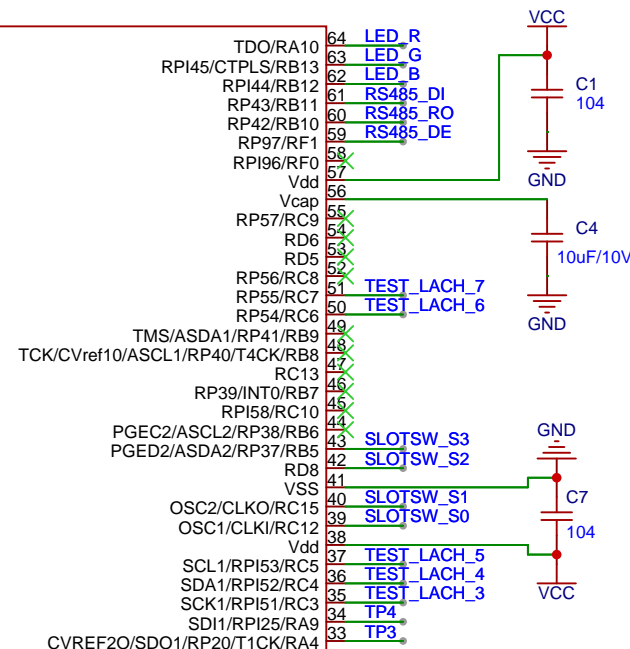 VCC
64 LED_R
TDO/RA10
63 LED_G
RPI45/CTPLS/RB13
62 LED_B
RPI44/RB12
61 RS485_DI
RP43/RB11
C1
104
60 RS485_RO
RP42/RB10
59 RS485_DE
RP97/RF1
58
RPI96/RF0
57
Vdd
GND
56
Vcap
55
RP57/RC9
C4
54
RD6
10uF/10V
53
RD5
52
RP56/RC8
51 TEST_LACH_7
RP55/RC7
50 TEST_LACH_6
RP54/RC6
GND
49
TMS/ASDA1/RP41/RB9
48
TCK/CVref10/ASCL1/RP40/T4CK/RB8
47
RC13
46
RP39/INT0/RB7
45
RPI58/RC10
44
PGEC2/ASCL2/RP38/RB6
GND
43 SLOTSW_S3
PGED2/ASDA2/RP37/RB5
42 SLOTSW_S2
RD8
41
VSS
C7
40 SLOTSW_S1
OSC2/CLKO/RC15
39 SLOTSW_S0
OSC1/CLKI/RC12
104
38
Vdd
37 TEST_LACH_5
SCL1/RPI53/RC5
36 TEST_LACH_4
SDA1/RPI52/RC4
VCC
35 TEST_LACH_3
SCK1/RPI51/RC3
34 TP4
SDI1/RPI25/RA9
33 TP3
CVREF2O/SDO1/RP20/T1CK/RA4